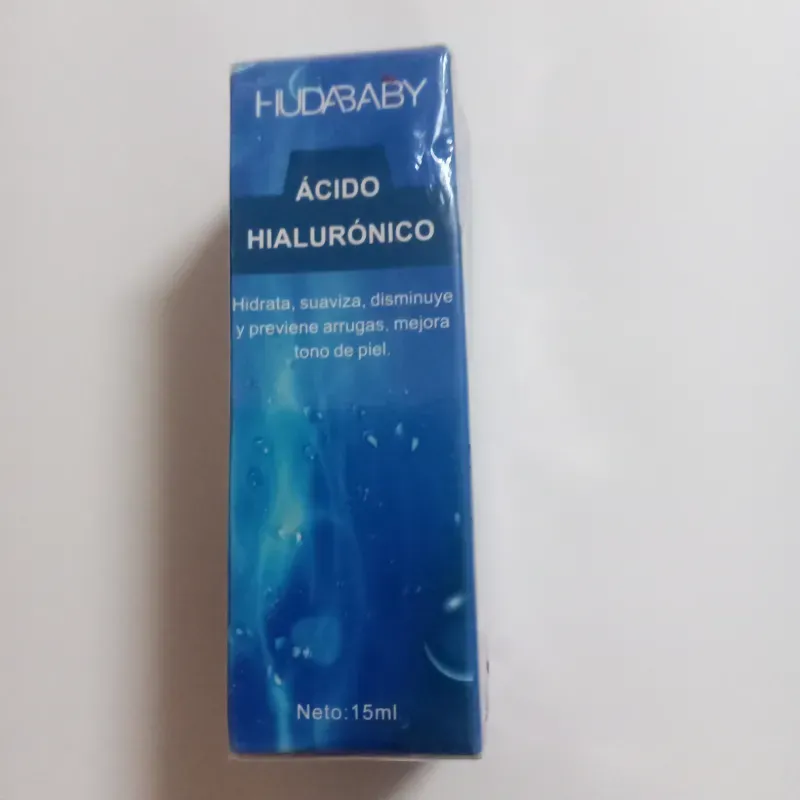 HUDABABY
ÁCIDO
HIALURÓNICO
Hidrata, suaviza, disminuye
y previene arrugas, mejora
tono de piel.
Neto:15ml